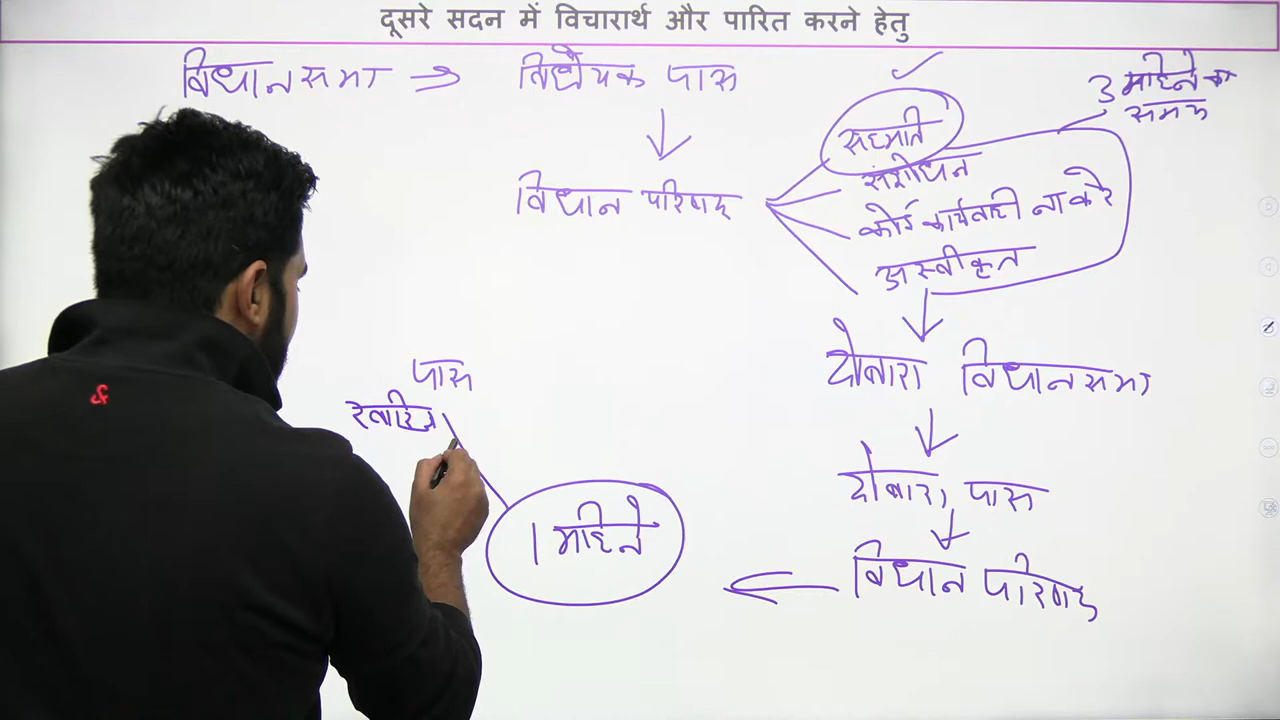 दूसरे सदन में विचारार्थ और पारित करने हेतु
विधानसभा ⇒ विधेयक पास
3 महिने का
समय
सहमति
संशोधन
विधान परिषद
कोई कार्यवाही ना करे
अस्वीकृत
दोबारा विधानसभा
पास
दोबारा पास
1 महिने
विधान परिषद